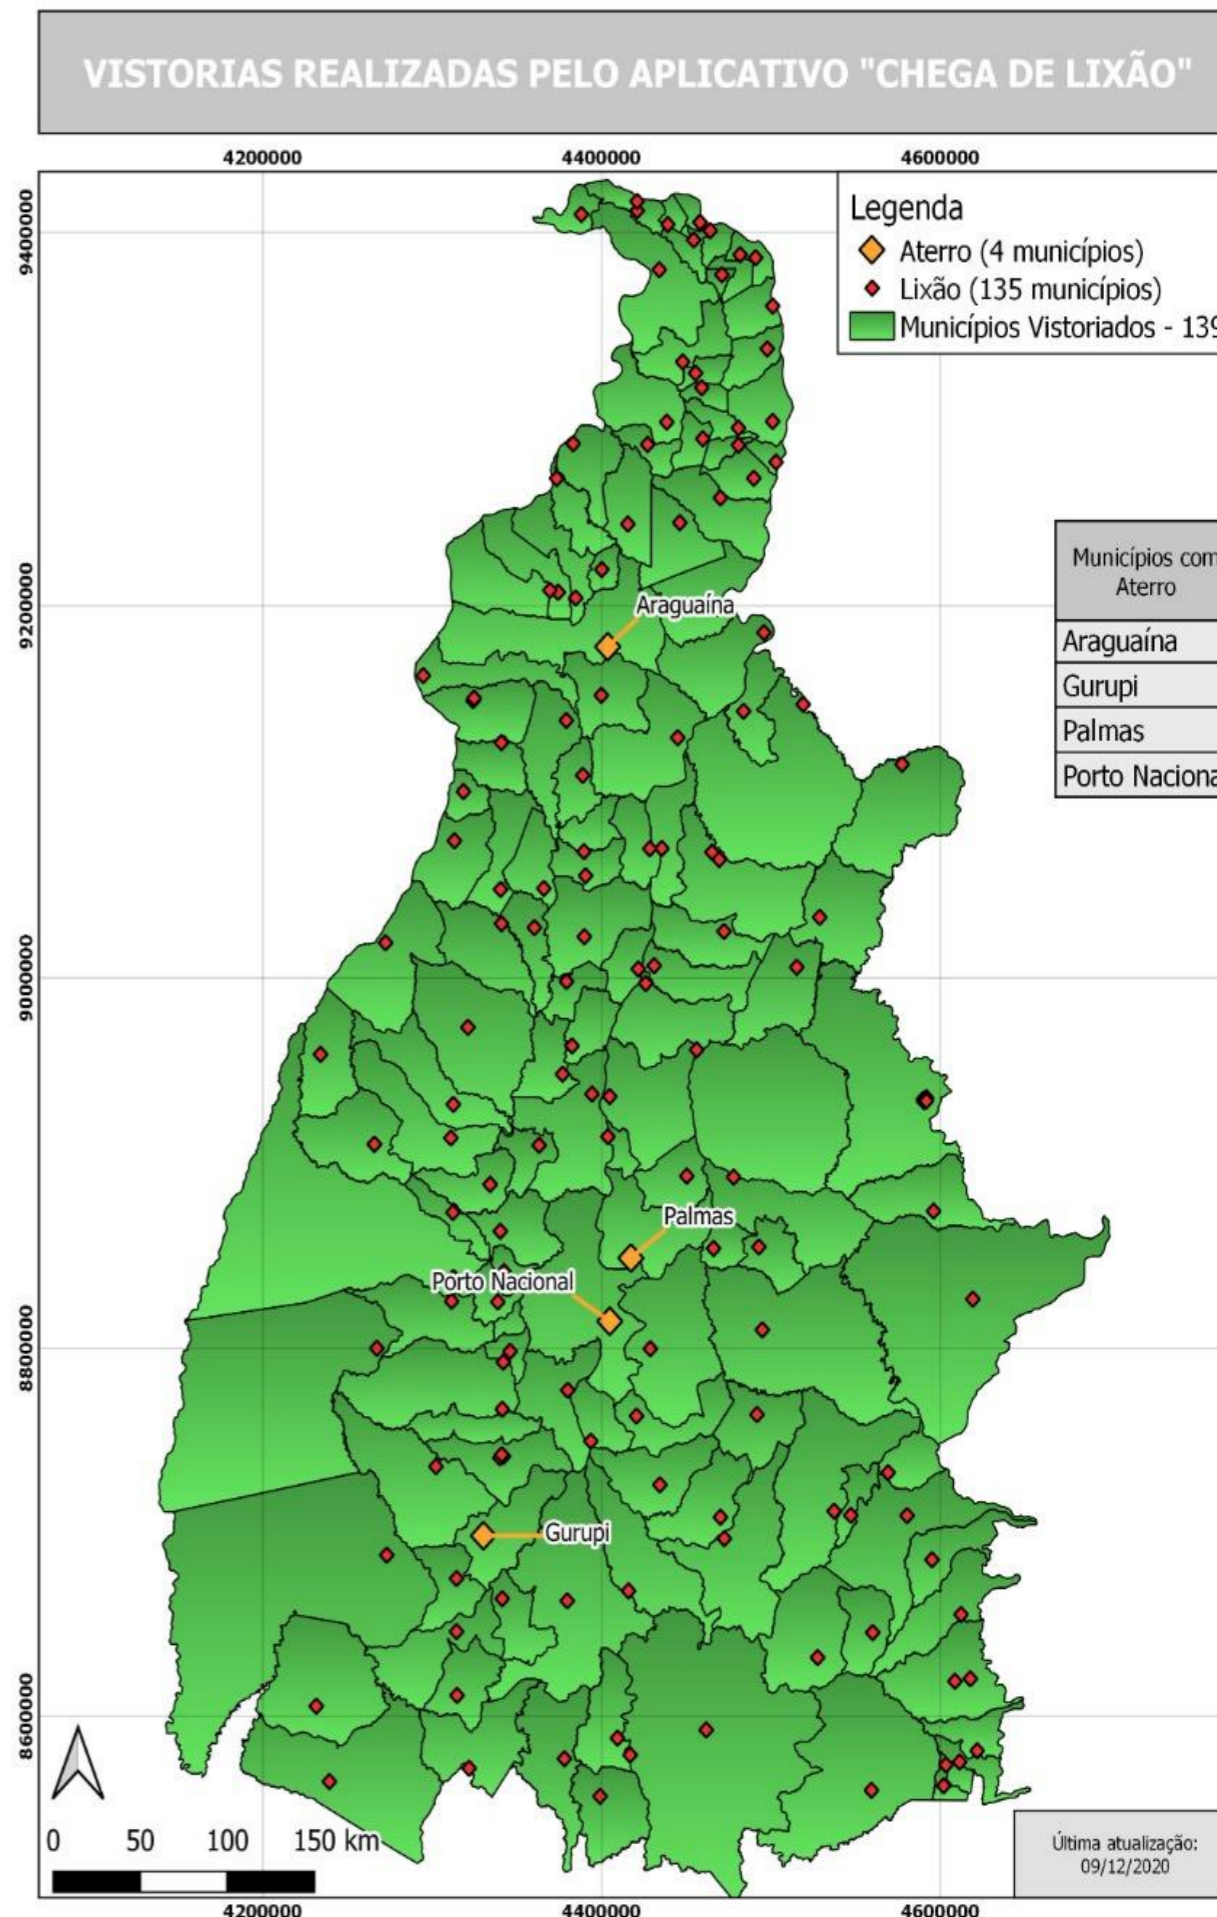 VISTORIAS REALIZADAS PELO APLICATIVO "CHEGA DE LIXÃO"
4200000 4400000 4600000
Legenda
Aterro (4 municípios)
Lixão (135 municípios)
Municípios Vistoriados - 139
9400000
9200000
9000000
8800000
8600000
Municípios com
Aterro
Araguaína
Gurupi
Palmas
Porto Naciona
Araguaína
Palmas
Porto Nacional
Gurupi
0 50 100 150 km
Última atualização:
09/12/2020
4200000 4400000 4600000